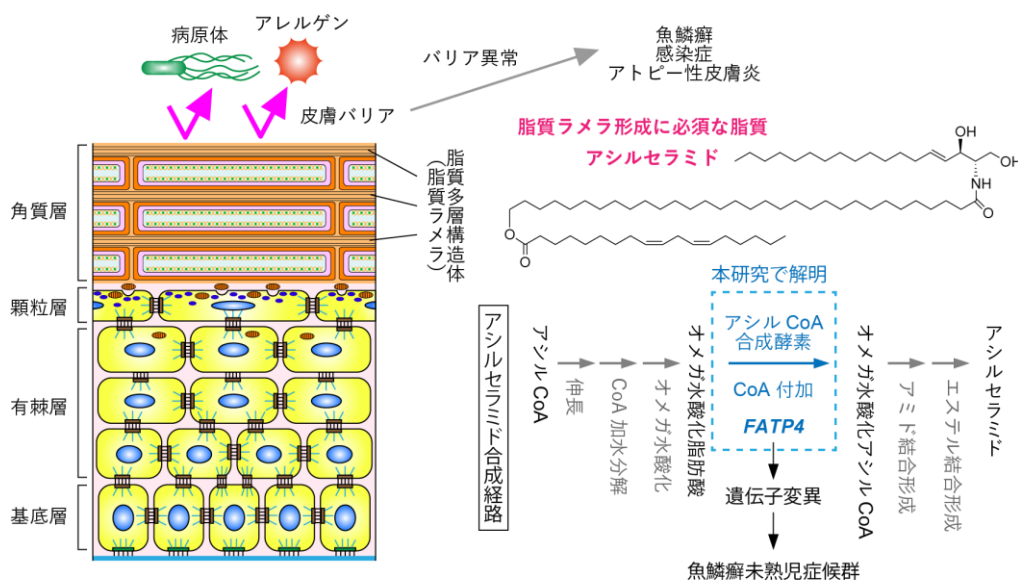 病原体
アレルゲン
バリア異常
魚鱗癬
感染症
アトピー性皮膚炎
皮膚バリア
脂質ラメラ形成に必須な脂質
アシルセラミド
OH
OH
NH
O
O
O
角質層
脂質多層構造体
(脂質ラメラ)
顆粒層
有棘層
基底層
本研究で解明
アシルセラミド合成経路
アシルCoA
伸長
CoA 加水分解
オメガ水酸化
オメガ水酸化脂肪酸
アシル CoA
合成酵素
CoA 付加
FATP4
オメガ水酸化アシルCoA
アミド結合形成
エステル結合形成
アシルセラミド
遺伝子変異
魚鱗癬未熟児症候群